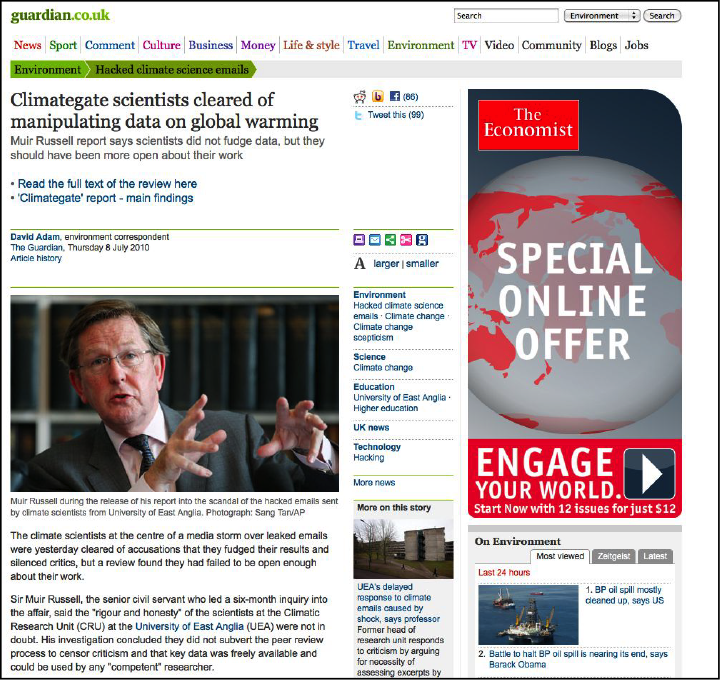 guardian.co.uk
Search
Environment
Search
News Sport Comment Culture Business Money Life & style Travel Environment TV Video Community Blogs Jobs
Environment Hacked climate science emails
Climategate scientists cleared of
manipulating data on global warming
Muir Russell report says scientists did not fudge data, but they
should have been more open about their work
• Read the full text of the review here
• 'Climategate' report - main findings
David Adam, environment correspondent
The Guardian, Thursday 8 July 2010
Article history
Muir Russell during the release of his report into the scandal of the hacked emails sent
by climate scientists from University of East Anglia. Photograph: Sang Tan/AP
The climate scientists at the centre of a media storm over leaked emails
were yesterday cleared of accusations that they fudged their results and
silenced critics, but a review found they had failed to be open enough
about their work.
Sir Muir Russell, the senior civil servant who led a six-month inquiry into
the affair, said the "rigour and honesty" of the scientists at the Climatic
Research Unit (CRU) at the University of East Anglia (UEA) were not in
doubt. His investigation concluded they did not subvert the peer review
process to censor criticism and that key data was freely available and
could be used by any "competent" researcher.
(86)
Tweet this (99)
A larger | smaller
Environment
Hacked climate science
emails · Climate change ·
Climate change
scepticism
Science
Climate change
Education
University of East Anglia ·
Higher education
UK news
Technology
Hacking
More news
More on this story
UEA's delayed
response to climate
emails caused by
shock, says professor
Former head of
research unit responds
to criticism by arguing
for necessity of
assessing excerpts by
The
Economist
SPECIAL
ONLINE
OFFER
ENGAGE
YOUR WORLD.
Start Now with 12 issues for just $12
On Environment
Most viewed Zeitgeist Latest
Last 24 hours
1. BP oil spill mostly
cleaned up, says US
2. Battle to halt BP oil spill is nearing its end, says
Barack Obama